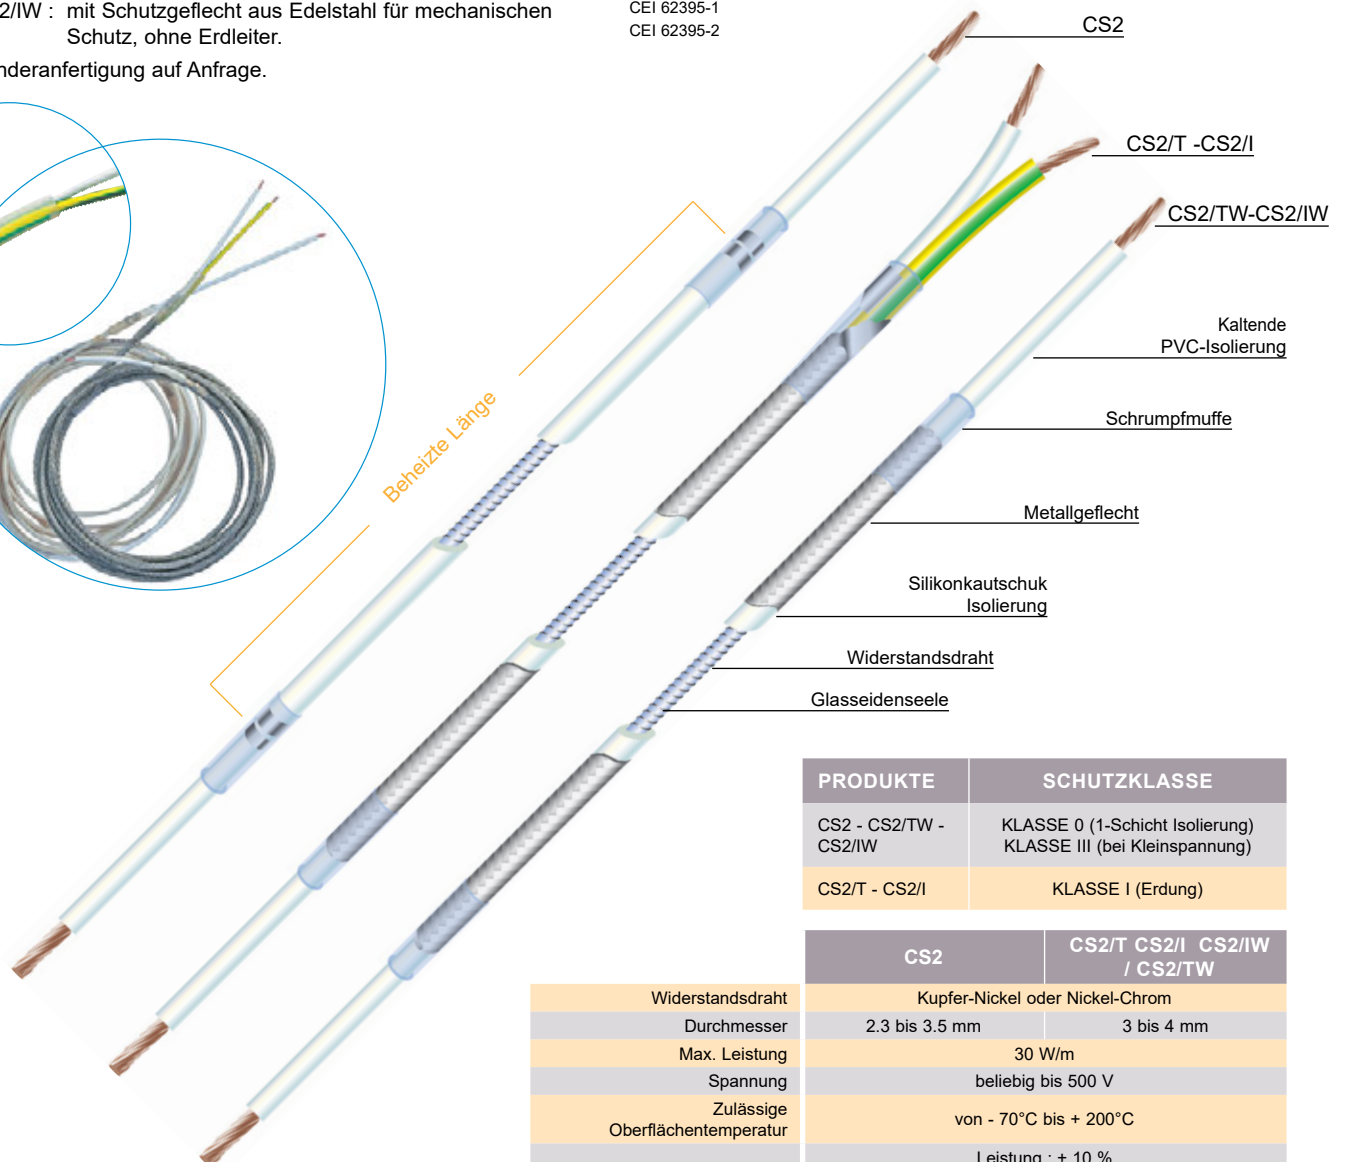 2/IW : mit Schutzgeflecht aus Edelstahl für mechanischen
Schutz, ohne Erdleiter.
nderanfertigung auf Anfrage.
CEI 62395-1
CEI 62395-2
CS2
CS2/T -CS2/I
CS2/TW-CS2/IW
Kaltende
PVC-Isolierung
Schrumpfmuffe
Metallgeflecht
Silikonkautschuk
Isolierung
Widerstandsdraht
Glasseidenseele
Beheizte Länge
PRODUKTE SCHUTZKLASSE
CS2 - CS2/TW -
CS2/IW
KLASSE 0 (1-Schicht Isolierung)
KLASSE III (bei Kleinspannung)
CS2/T - CS2/I KLASSE I (Erdung)
CS2
CS2/T CS2/I CS2/IW
/ CS2/TW
Widerstandsdraht Kupfer-Nickel oder Nickel-Chrom
Durchmesser 2.3 bis 3.5 mm 3 bis 4 mm
Max. Leistung 30 W/m
Spannung beliebig bis 500 V
Zulässige
Oberflächentemperatur
von - 70°C bis + 200°C
Leistung : ± 10 %